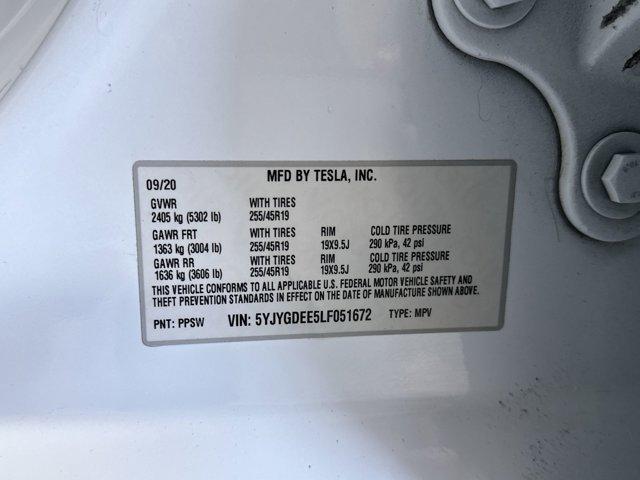 MFD BY TESLA, INC.
09/20
GVWR WITH TIRES
2405 kg (5302 lb) 255/45R19
GAWR FRT WITH TIRES RIM COLD TIRE PRESSURE
1363 kg (3004 lb) 255/45R19 19X9.5J 290 kPa, 42 psi
GAWR RR WITH TIRES RIM COLD TIRE PRESSURE
1636 kg (3606 lb) 255/45R19 19X9.5J 290 kPa, 42 psi
THIS VEHICLE CONFORMS TO ALL APPLICABLE U.S. FEDERAL MOTOR VEHICLE SAFETY AND
THEFT PREVENTION STANDARDS IN EFFECT ON THE DATE OF MANUFACTURE SHOWN ABOVE.
PNT: PPSW VIN: 5YJYGDEE5LF051672 TYPE: MPV